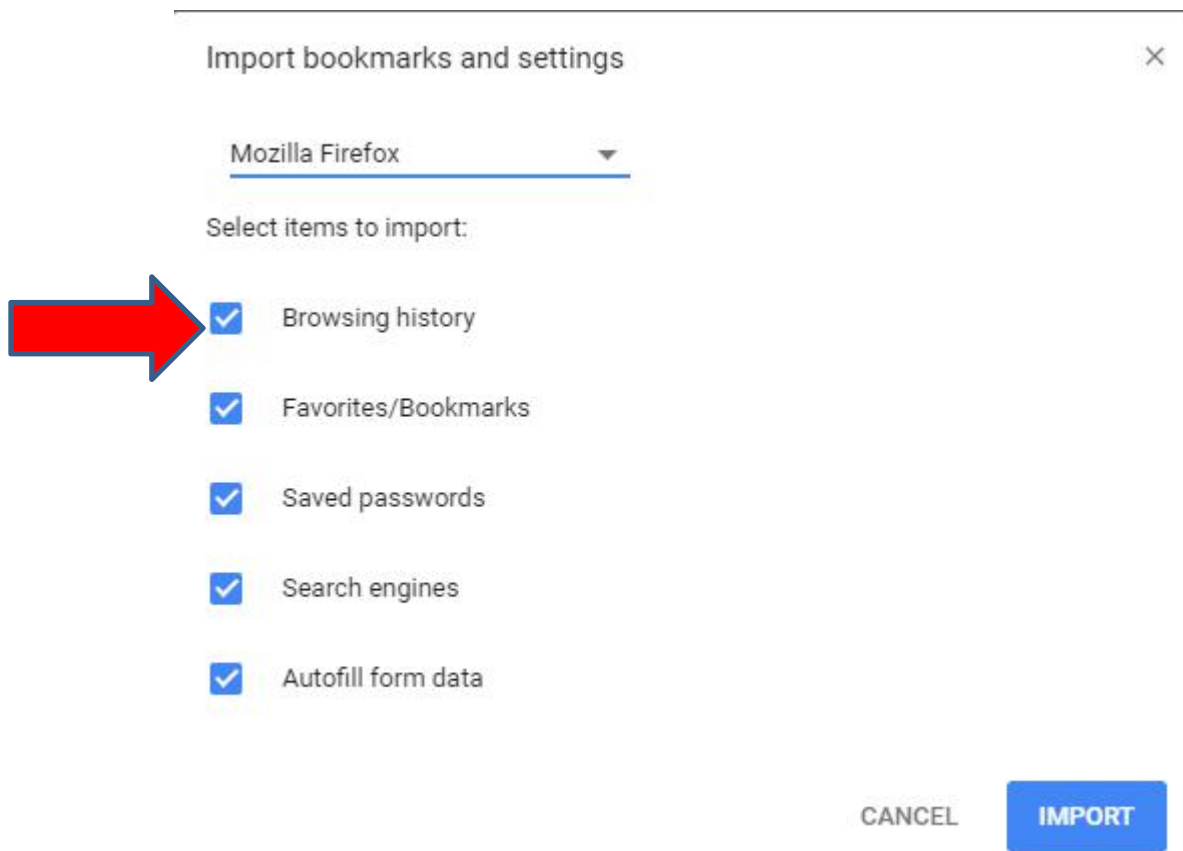 Import bookmarks and settings
Mozilla Firefox
Select items to import:
Browsing history
Favorites/Bookmarks
Saved passwords
Search engines
Autofill form data
CANCEL
IMPORT